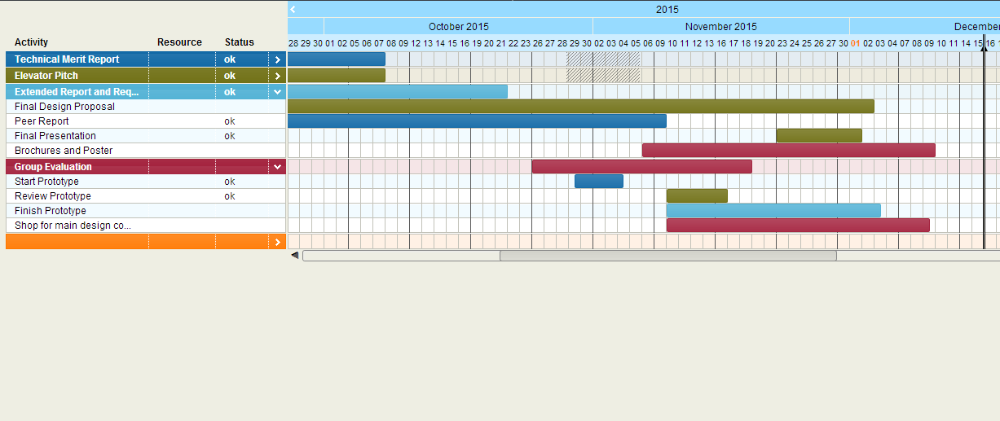 2015
October 2015 November 2015 December
28 29 30 01 02 05 06 07 08 09 12 13 14 15 16 19 20 21 22 23 26 27 28 29 30 02 03 04 05 06 09 10 11 12 13 16 17 18 19 20 23 24 25 26 27 30 01 02 03 04 07 08 09 10 11 14 15 16
Activity Resource Status
Technical Merit Report ok
Elevator Pitch ok
Extended Report and Req... ok
Final Design Proposal
Peer Report ok
Final Presentation ok
Brochures and Poster
Group Evaluation
Start Prototype ok
Review Prototype ok
Finish Prototype
Shop for main design co...